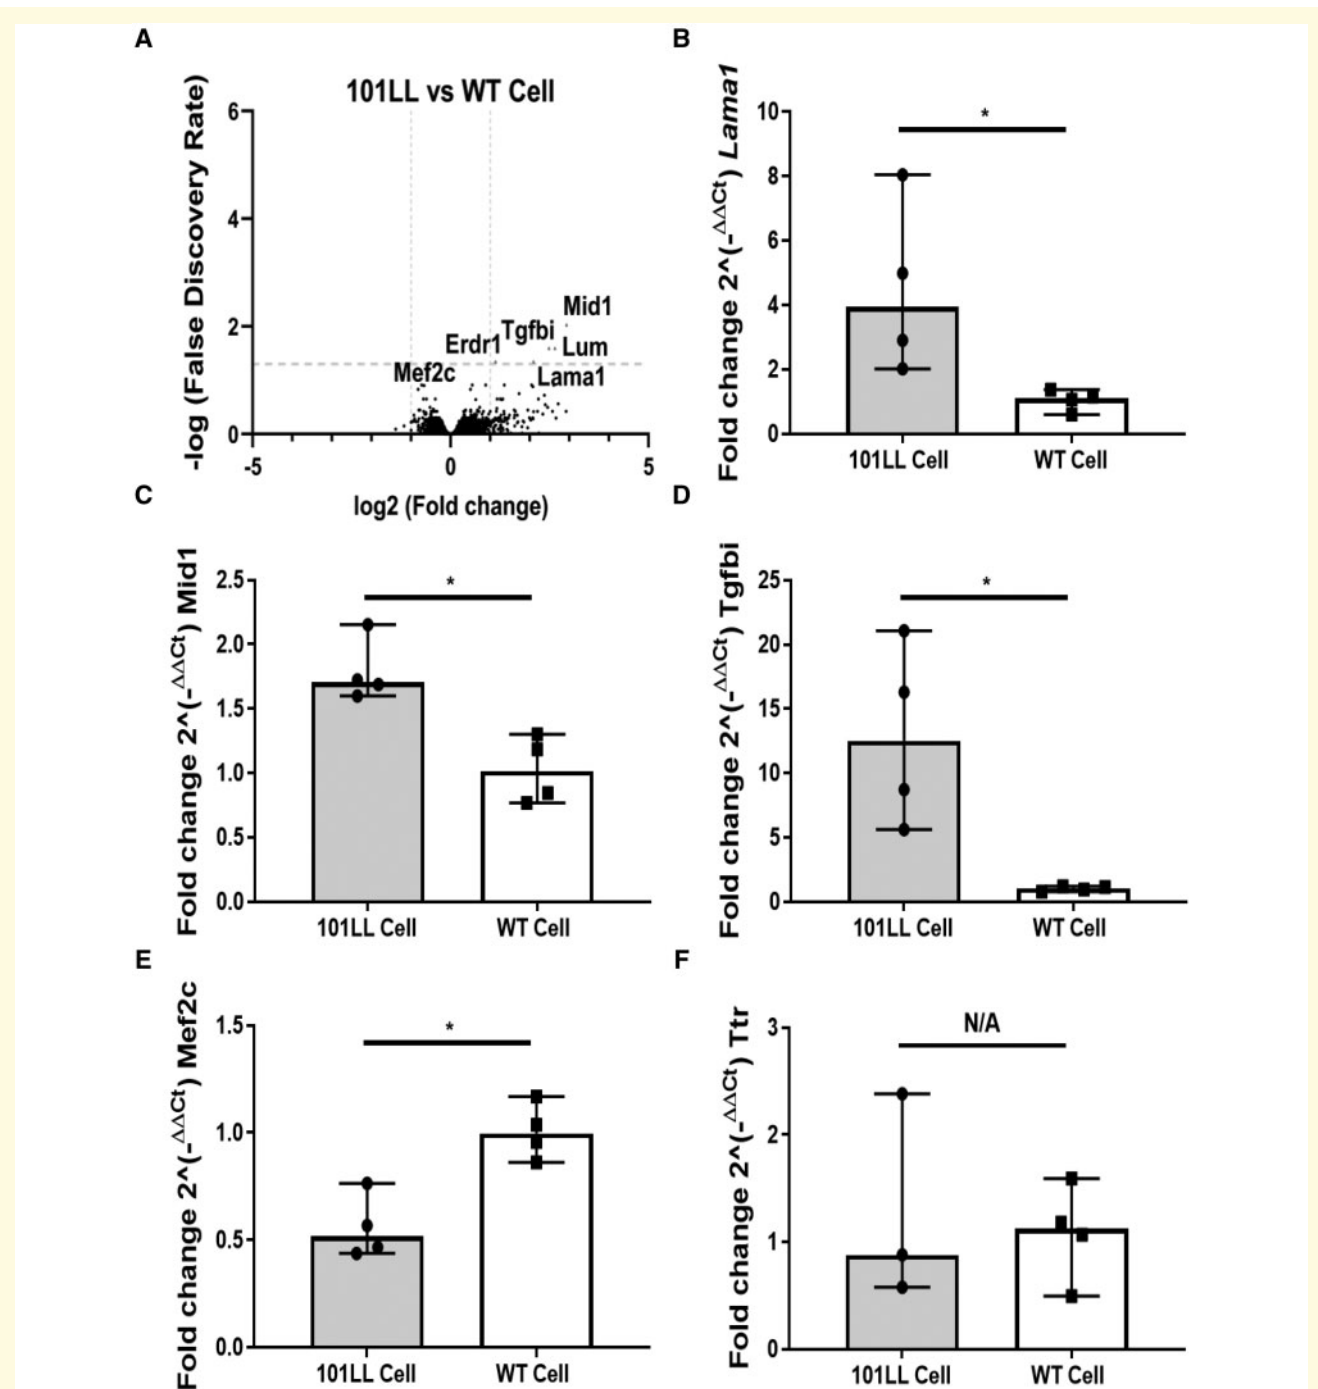 A
101LL vs WT Cell
-log (False Discovery Rate)
6
4
2
0
Mid1
Tgfbi
Erdr1
Lum
Mef2c
Lama1
-5
0
5
log2 (Fold change)
B
Fold change 2^(-ΔΔCt) Lama1
10
8
6
4
2
0
*
101LL Cell
WT Cell
C
Fold change 2^(-ΔΔCt) Mid1
2.5
2.0
1.5
1.0
0.5
0.0
*
101LL Cell
WT Cell
D
Fold change 2^(-ΔΔCt) Tgfbi
25
20
15
10
5
0
*
101LL Cell
WT Cell
E
Fold change 2^(-ΔΔCt) Mef2c
1.5
1.0
0.5
0.0
*
101LL Cell
WT Cell
F
Fold change 2^(-ΔΔCt) Ttr
3
2
1
0
N/A
101LL Cell
WT Cell